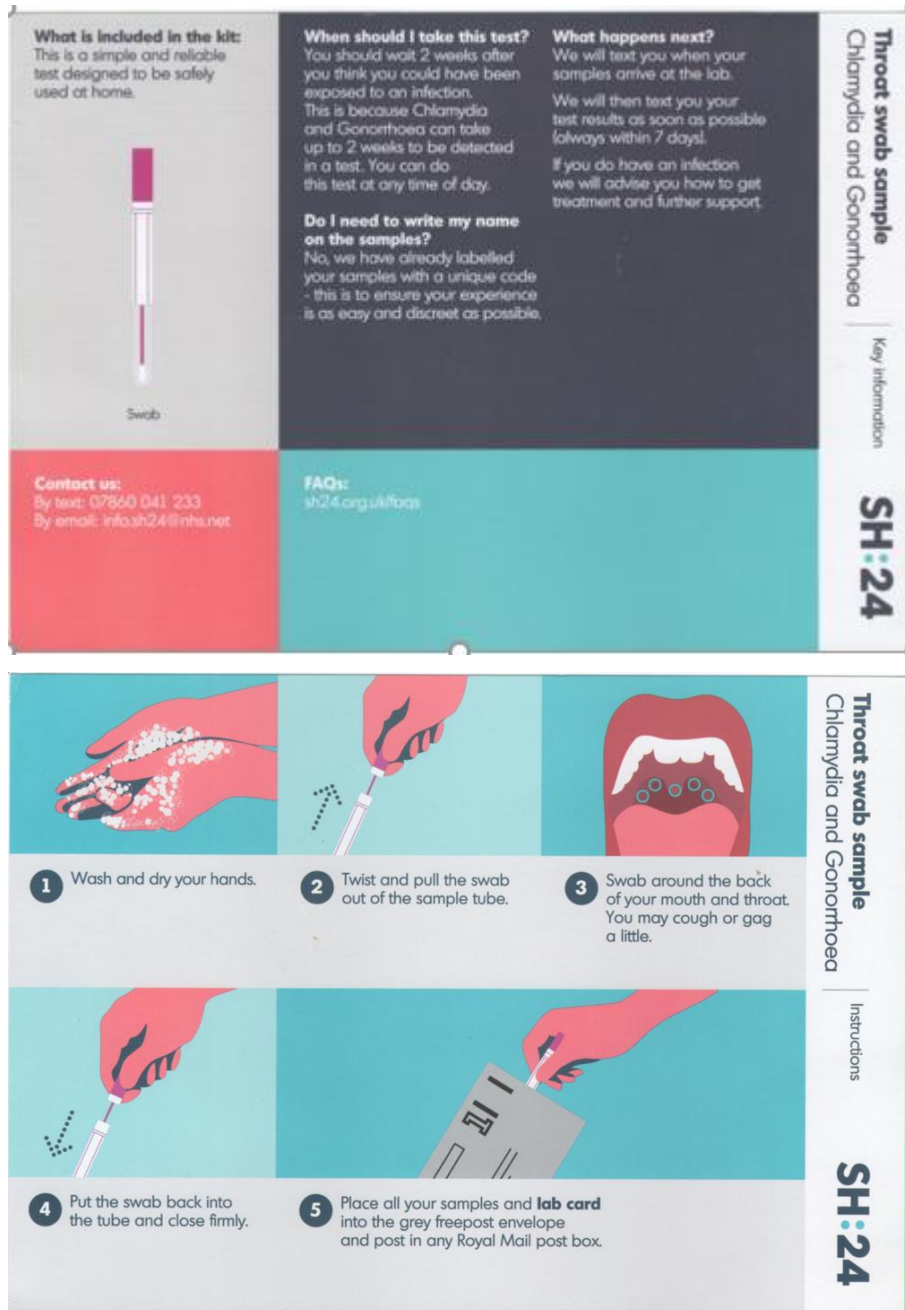 What is included in the kit:
This is a simple and reliable
test designed to be safely
used at home.
Swab
When should I take this test?
You should wait 2 weeks after
you think you could have been
exposed to an infection.
This is because Chlamydia
and Gonorrhoea can take
up to 2 weeks to be detected
in a test. You can do
this test at any time of day.
Do I need to write my name
on the samples?
No, we have already labelled
your samples with a unique code
- this is to ensure your experience
is as easy and discreet as possible.
What happens next?
We will text you when your
samples arrive at the lab.
We will then text you your
test results as soon as possible
(always within 7 days).
If you do have an infection
we will advise you how to get
treatment and further support.
Contact us:
By text: 07860 041 233
By email: info.sh24@nhs.net
FAQs:
sh24.org.uk/faqs
Throat swab sample
Chlamydia and Gonorrhoea
Key information
SH:24
1 Wash and dry your hands.
2 Twist and pull the swab
out of the sample tube.
3 Swab around the back
of your mouth and throat.
You may cough or gag
a little.
1
4 Put the swab back into
the tube and close firmly.
5 Place all your samples and lab card
into the grey freepost envelope
and post in any Royal Mail post box.
Throat swab sample
Chlamydia and Gonorrhoea
Instructions
SH:24